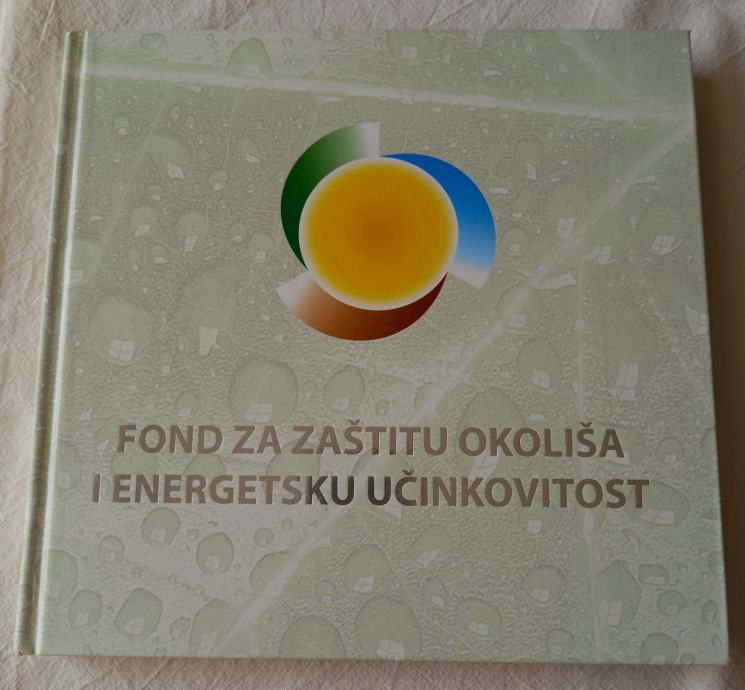 FOND ZA ZAŠTITU OKOLIŠA
I ENERGETSKU UČINKOVITOST